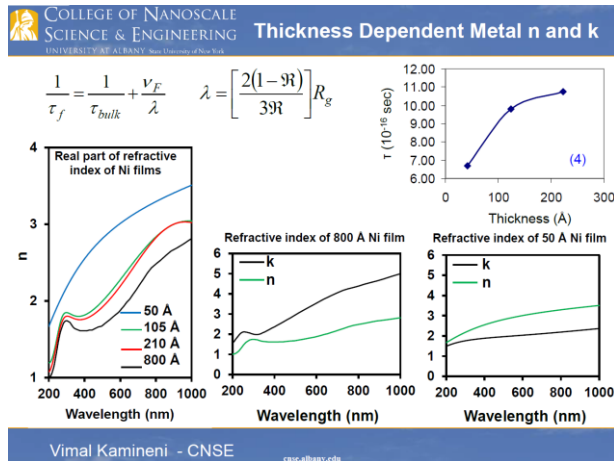 COLLEGE OF NANOSCALE
SCIENCE & ENGINEERING
UNIVERSITY AT ALBANY State University of New York
Thickness Dependent Metal n and k
1/τf = 1/τbulk + νF/λ
λ = [2(1-ℜ)/3ℜ]Rg
τ (10-16 sec)
12.00
11.00
10.00
9.00
8.00
7.00
6.00
(4)
0 100 200 300
Thickness (Å)
Real part of refractive
index of Ni films
n
4
3
2
1
50 Å
105 Å
210 Å
800 Å
200 400 600 800 1000
Wavelength (nm)
Refractive index of 800 Å Ni film
k
n
6
5
4
3
2
1
0
200 400 600 800 1000
Wavelength (nm)
Refractive index of 50 Å Ni film
k
n
6
5
4
3
2
1
0
200 400 600 800 1000
Wavelength (nm)
Vimal Kamineni - CNSE
cnse.albany.edu